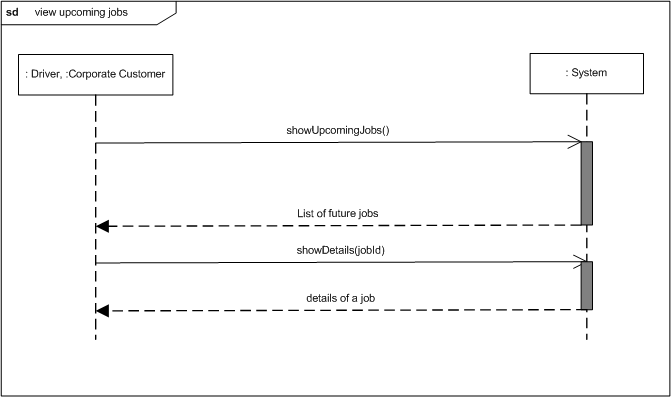 sd view upcoming jobs
: Driver, :Corporate Customer
: System
showUpcomingJobs()
List of future jobs
showDetails(jobId)
details of a job